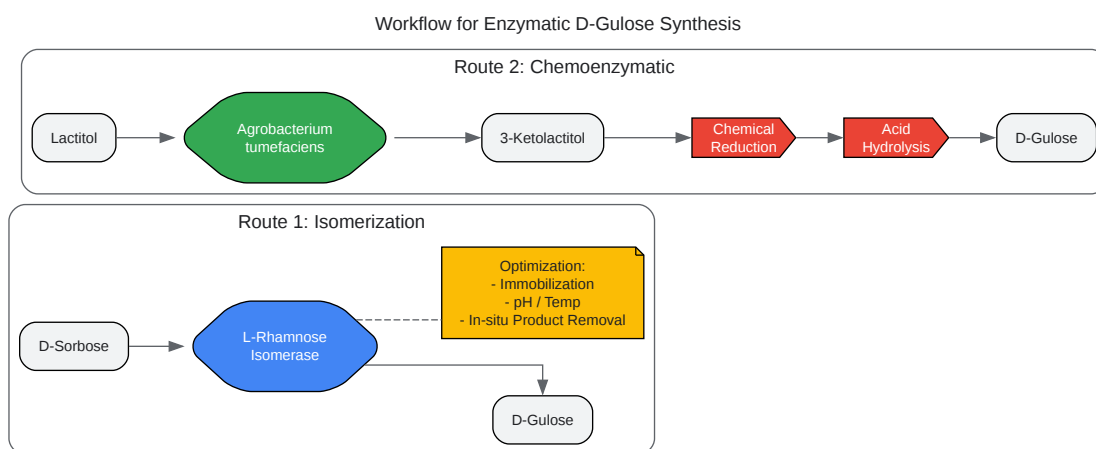 Workflow for Enzymatic D-Gulose Synthesis
Route 2: Chemoenzymatic
Lactitol
Agrobacterium
tumefaciens
3-Ketolactitol
Chemical
Reduction
Acid
Hydrolysis
D-Gulose
Route 1: Isomerization
Optimization:
- Immobilization
- pH / Temp
- In-situ Product Removal
D-Sorbose
L-Rhamnose
Isomerase
D-Gulose